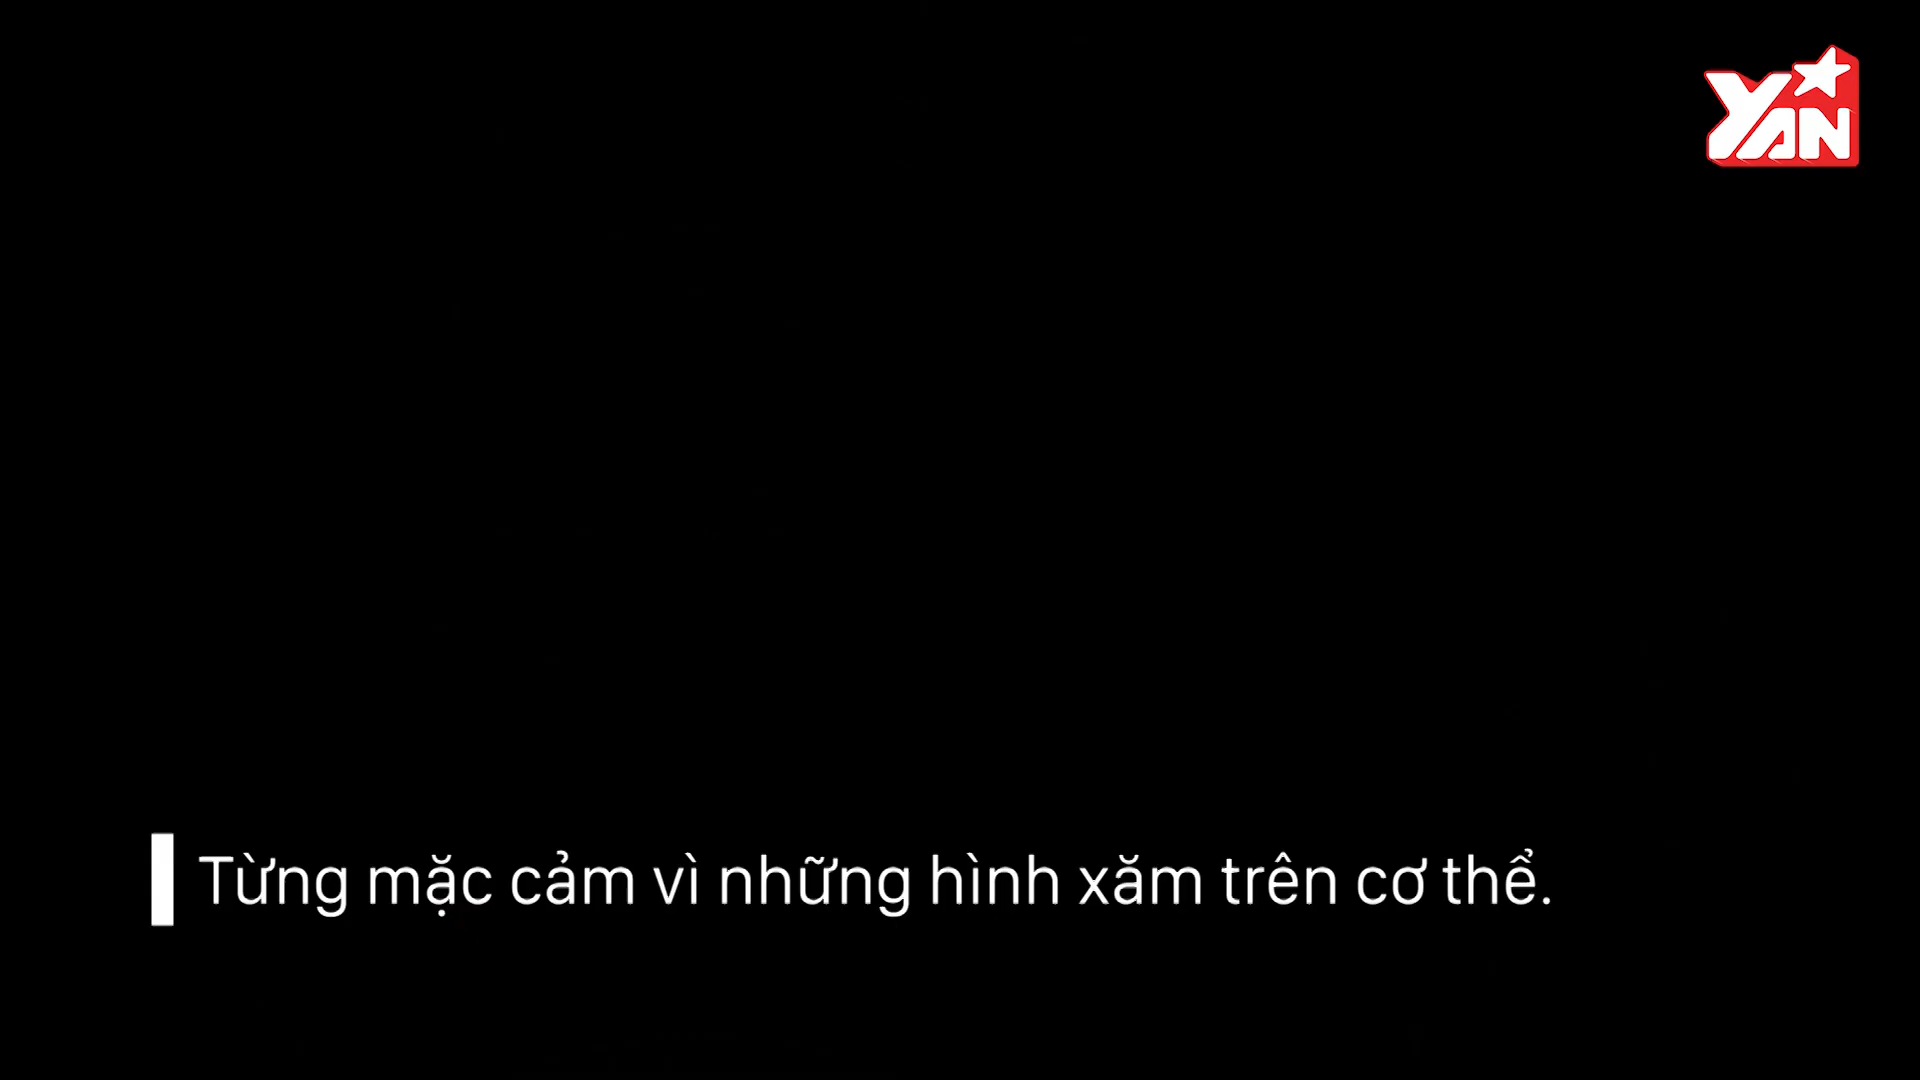 YAN
Từng mặc cảm vì những hình xăm trên cơ thể.